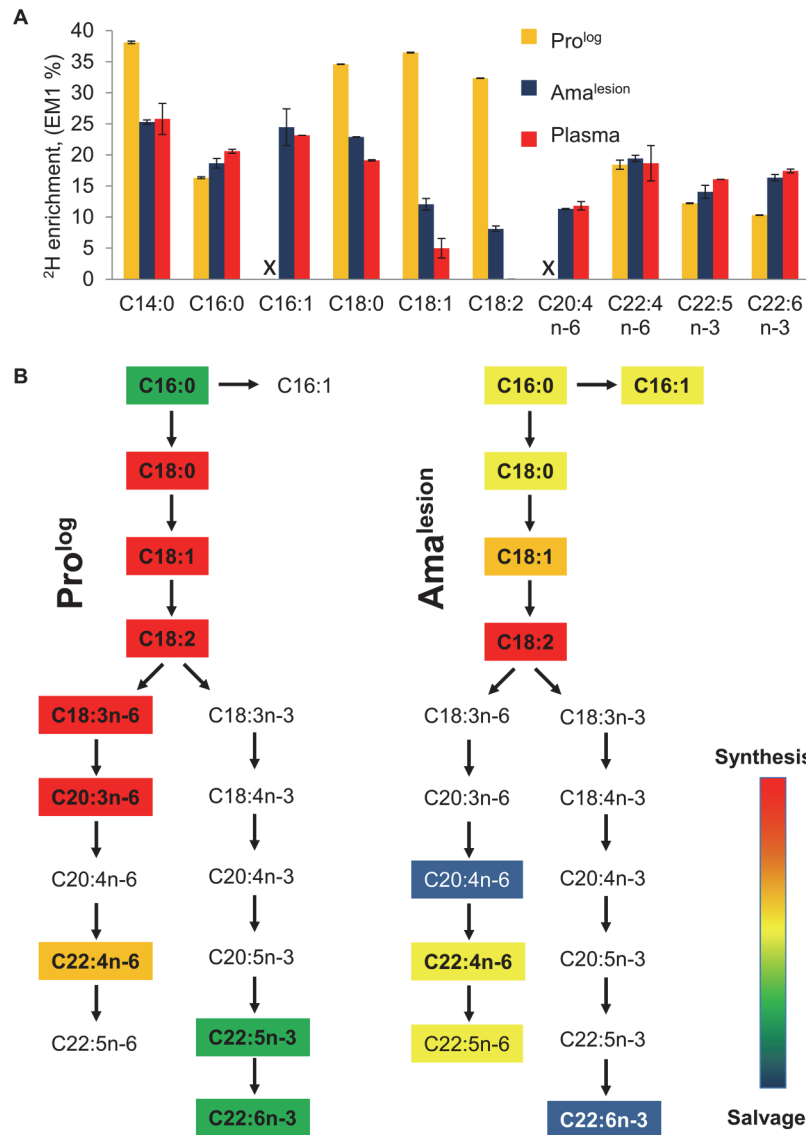 A
40
35
30
25
20
15
10
5
0
²H enrichment, (EM1 %)
Pro^log
Ama^lesion
Plasma
X
X
C14:0 C16:0 C16:1 C18:0 C18:1 C18:2 C20:4 C22:4 C22:5 C22:6
n-6 n-6 n-3 n-3
B
Pro^log
C16:0 C16:1
C18:0
C18:1
C18:2
C18:3n-6 C18:3n-3
C20:3n-6 C18:4n-3
C20:4n-6 C20:4n-3
C22:4n-6 C20:5n-3
C22:5n-6 C22:5n-3
C22:6n-3
Ama^lesion
C16:0 C16:1
C18:0
C18:1
C18:2
C18:3n-6 C18:3n-3
C20:3n-6 C18:4n-3
C20:4n-6 C20:4n-3
C22:4n-6 C20:5n-3
C22:5n-6 C22:5n-3
C22:6n-3
Synthesis
Salvage